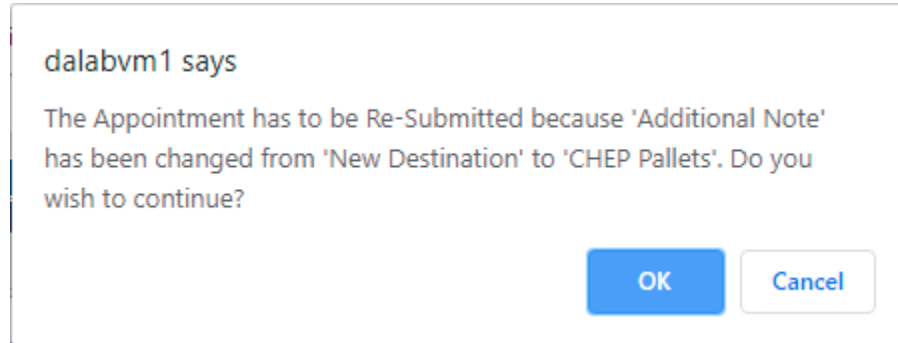 dalabvm1 says
The Appointment has to be Re-Submitted because 'Additional Note'
has been changed from 'New Destination' to 'CHEP Pallets'. Do you
wish to continue?
OK
Cancel